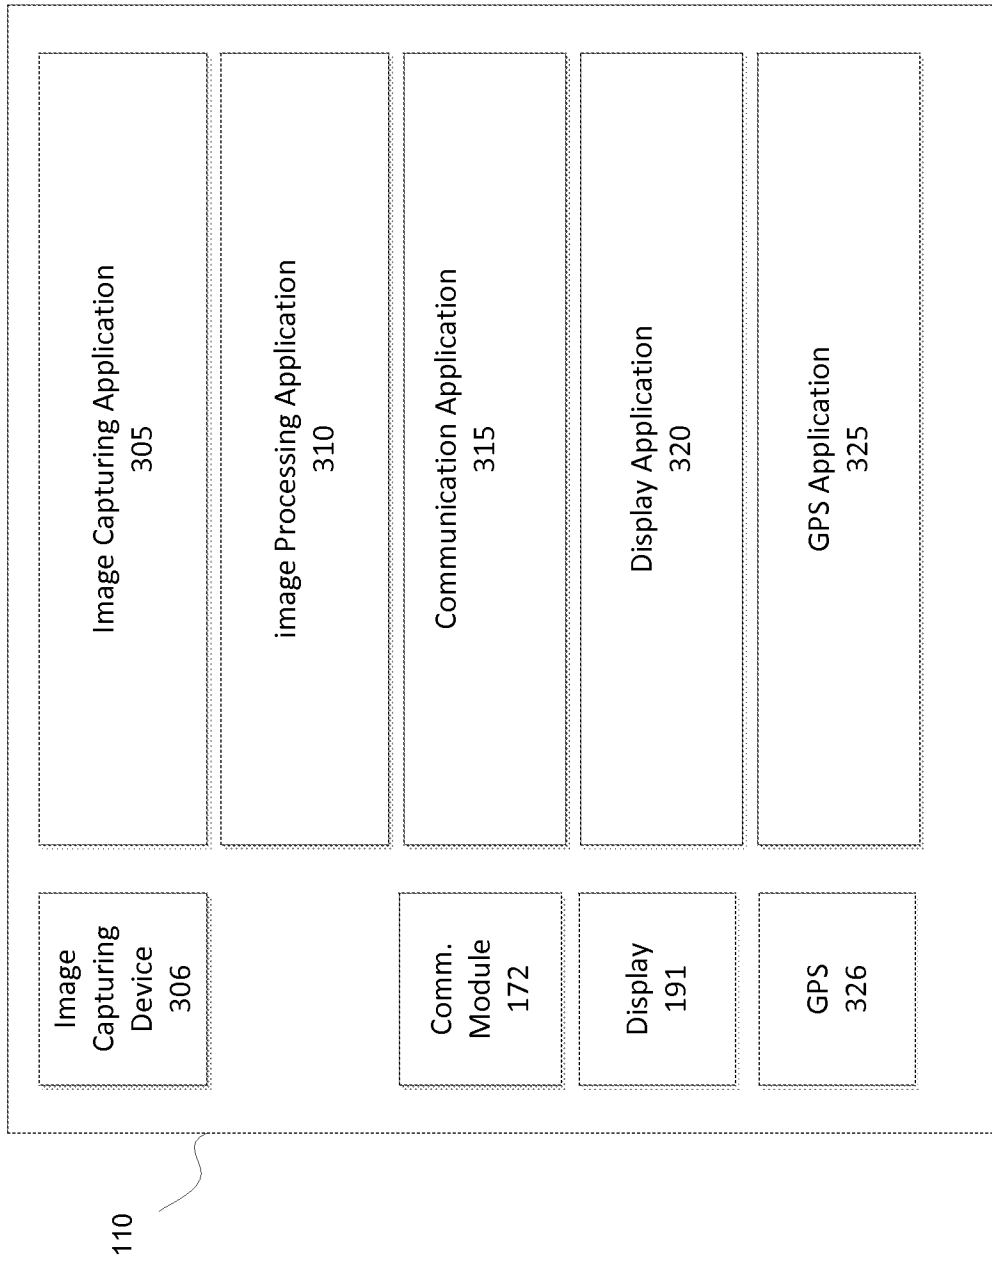 110
Image
Capturing
Device
306
Image Capturing Application
305
image Processing Application
310
Comm.
Module
172
Communication Application
315
Display
191
Display Application
320
GPS
326
GPS Application
325